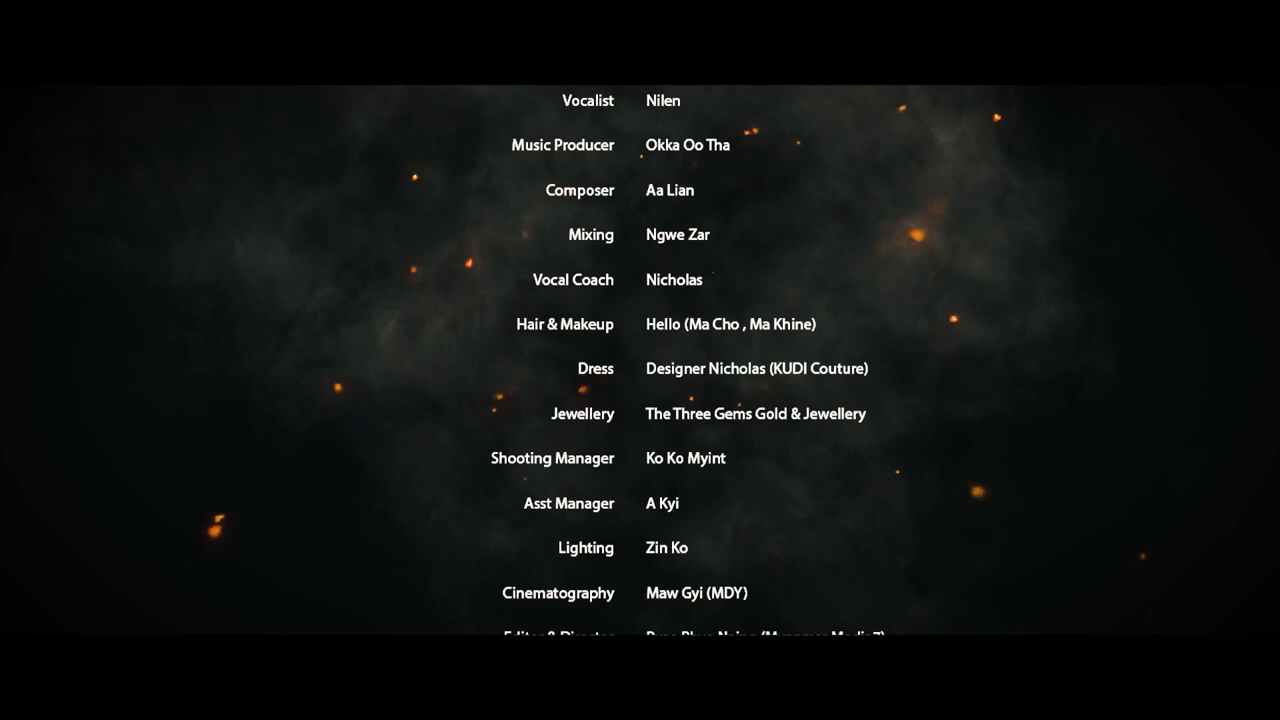 Vocalist Nilen
Music Producer Okka Oo Tha
Composer Aa Lian
Mixing Ngwe Zar
Vocal Coach Nicholas
Hair & Makeup Hello (Ma Cho , Ma Khine)
Dress Designer Nicholas (KUDI Couture)
Jewellery The Three Gems Gold & Jewellery
Shooting Manager Ko Ko Myint
Asst Manager A Kyi
Lighting Zin Ko
Cinematography Maw Gyi (MDY)
Editor & Director